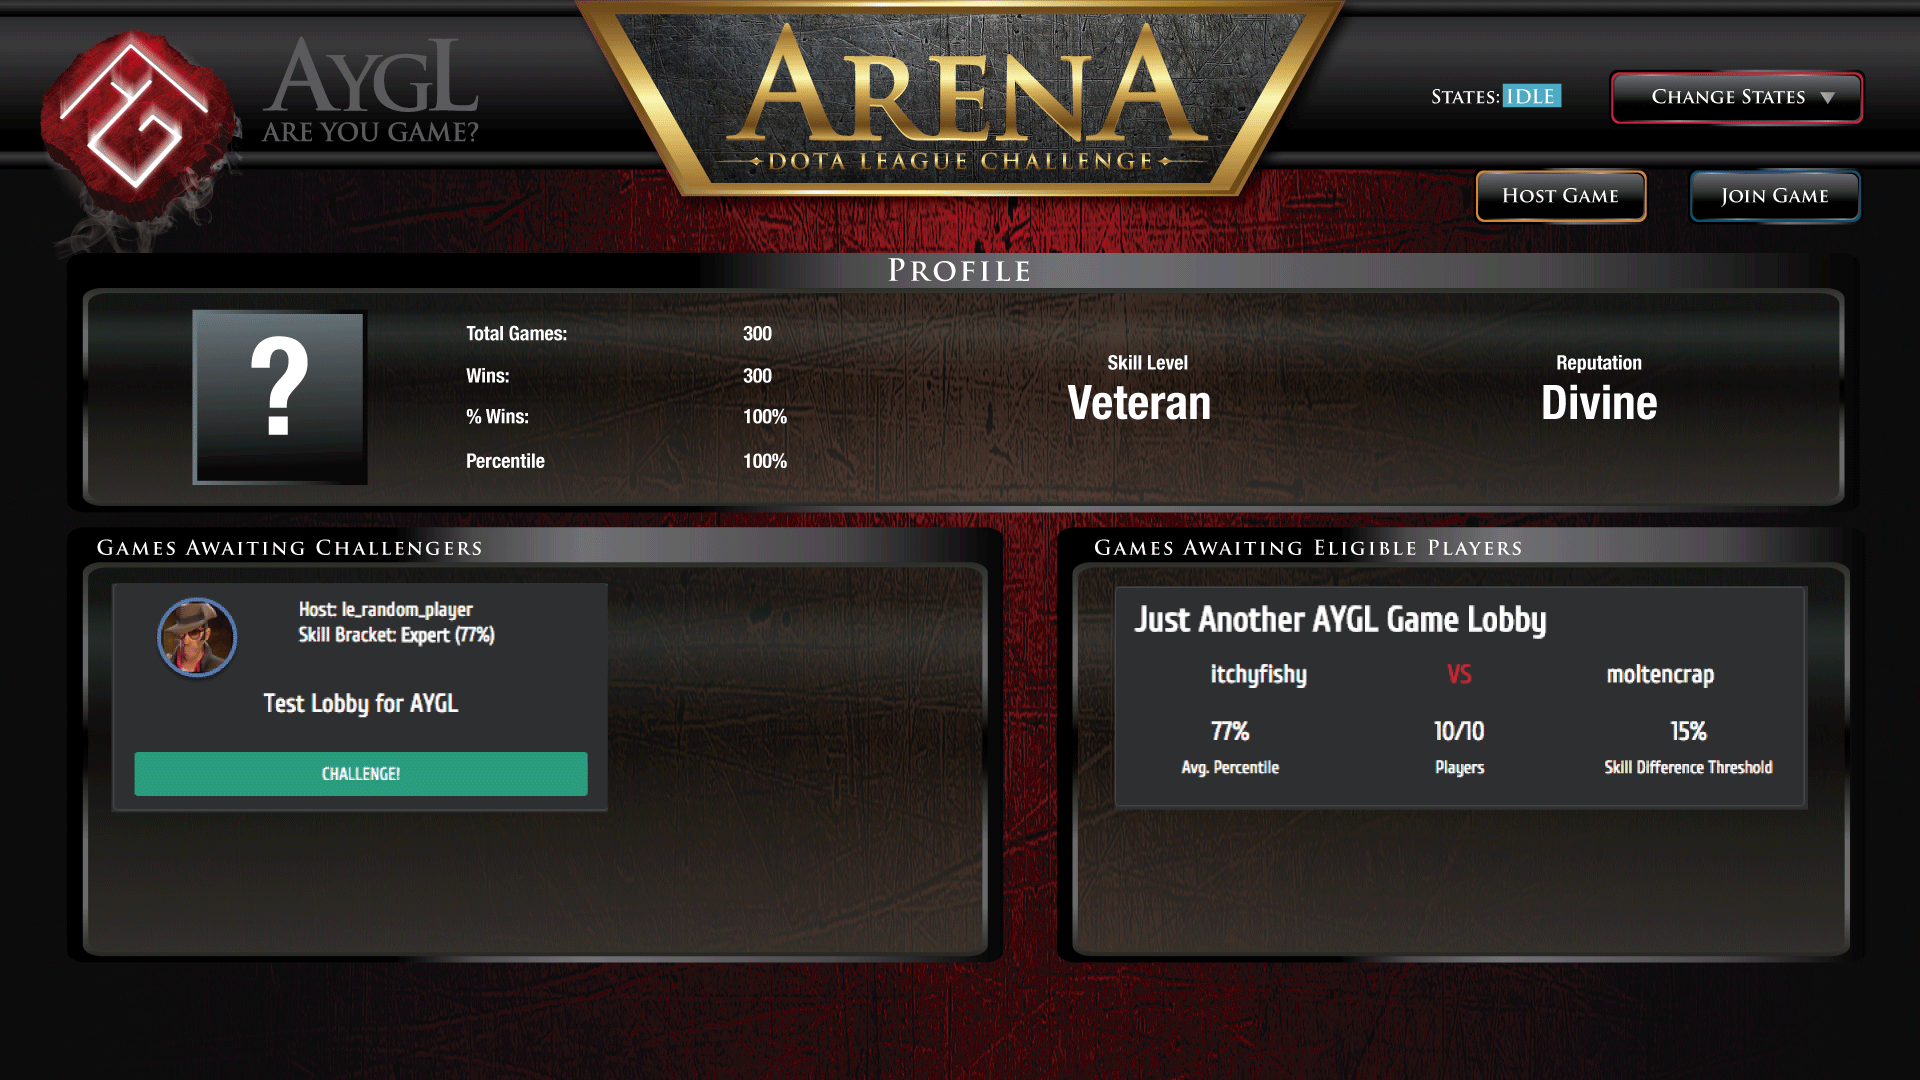 AYGL
ARE YOU GAME?
ARENA
DOTA LEAGUE CHALLENGE
STATES: IDLE
CHANGE STATES
HOST GAME
JOIN GAME
PROFILE
?
Total Games: 300
Wins: 300
% Wins: 100%
Percentile 100%
Skill Level
Veteran
Reputation
Divine
GAMES AWAITING CHALLENGERS
Host: le_random_player
Skill Bracket: Expert (77%)
Test Lobby for AYGL
CHALLENGE!
GAMES AWAITING ELIGIBLE PLAYERS
Just Another AYGL Game Lobby
itchyfishy VS moltencrap
77% 10/10 15%
Avg. Percentile Players Skill Difference Threshold